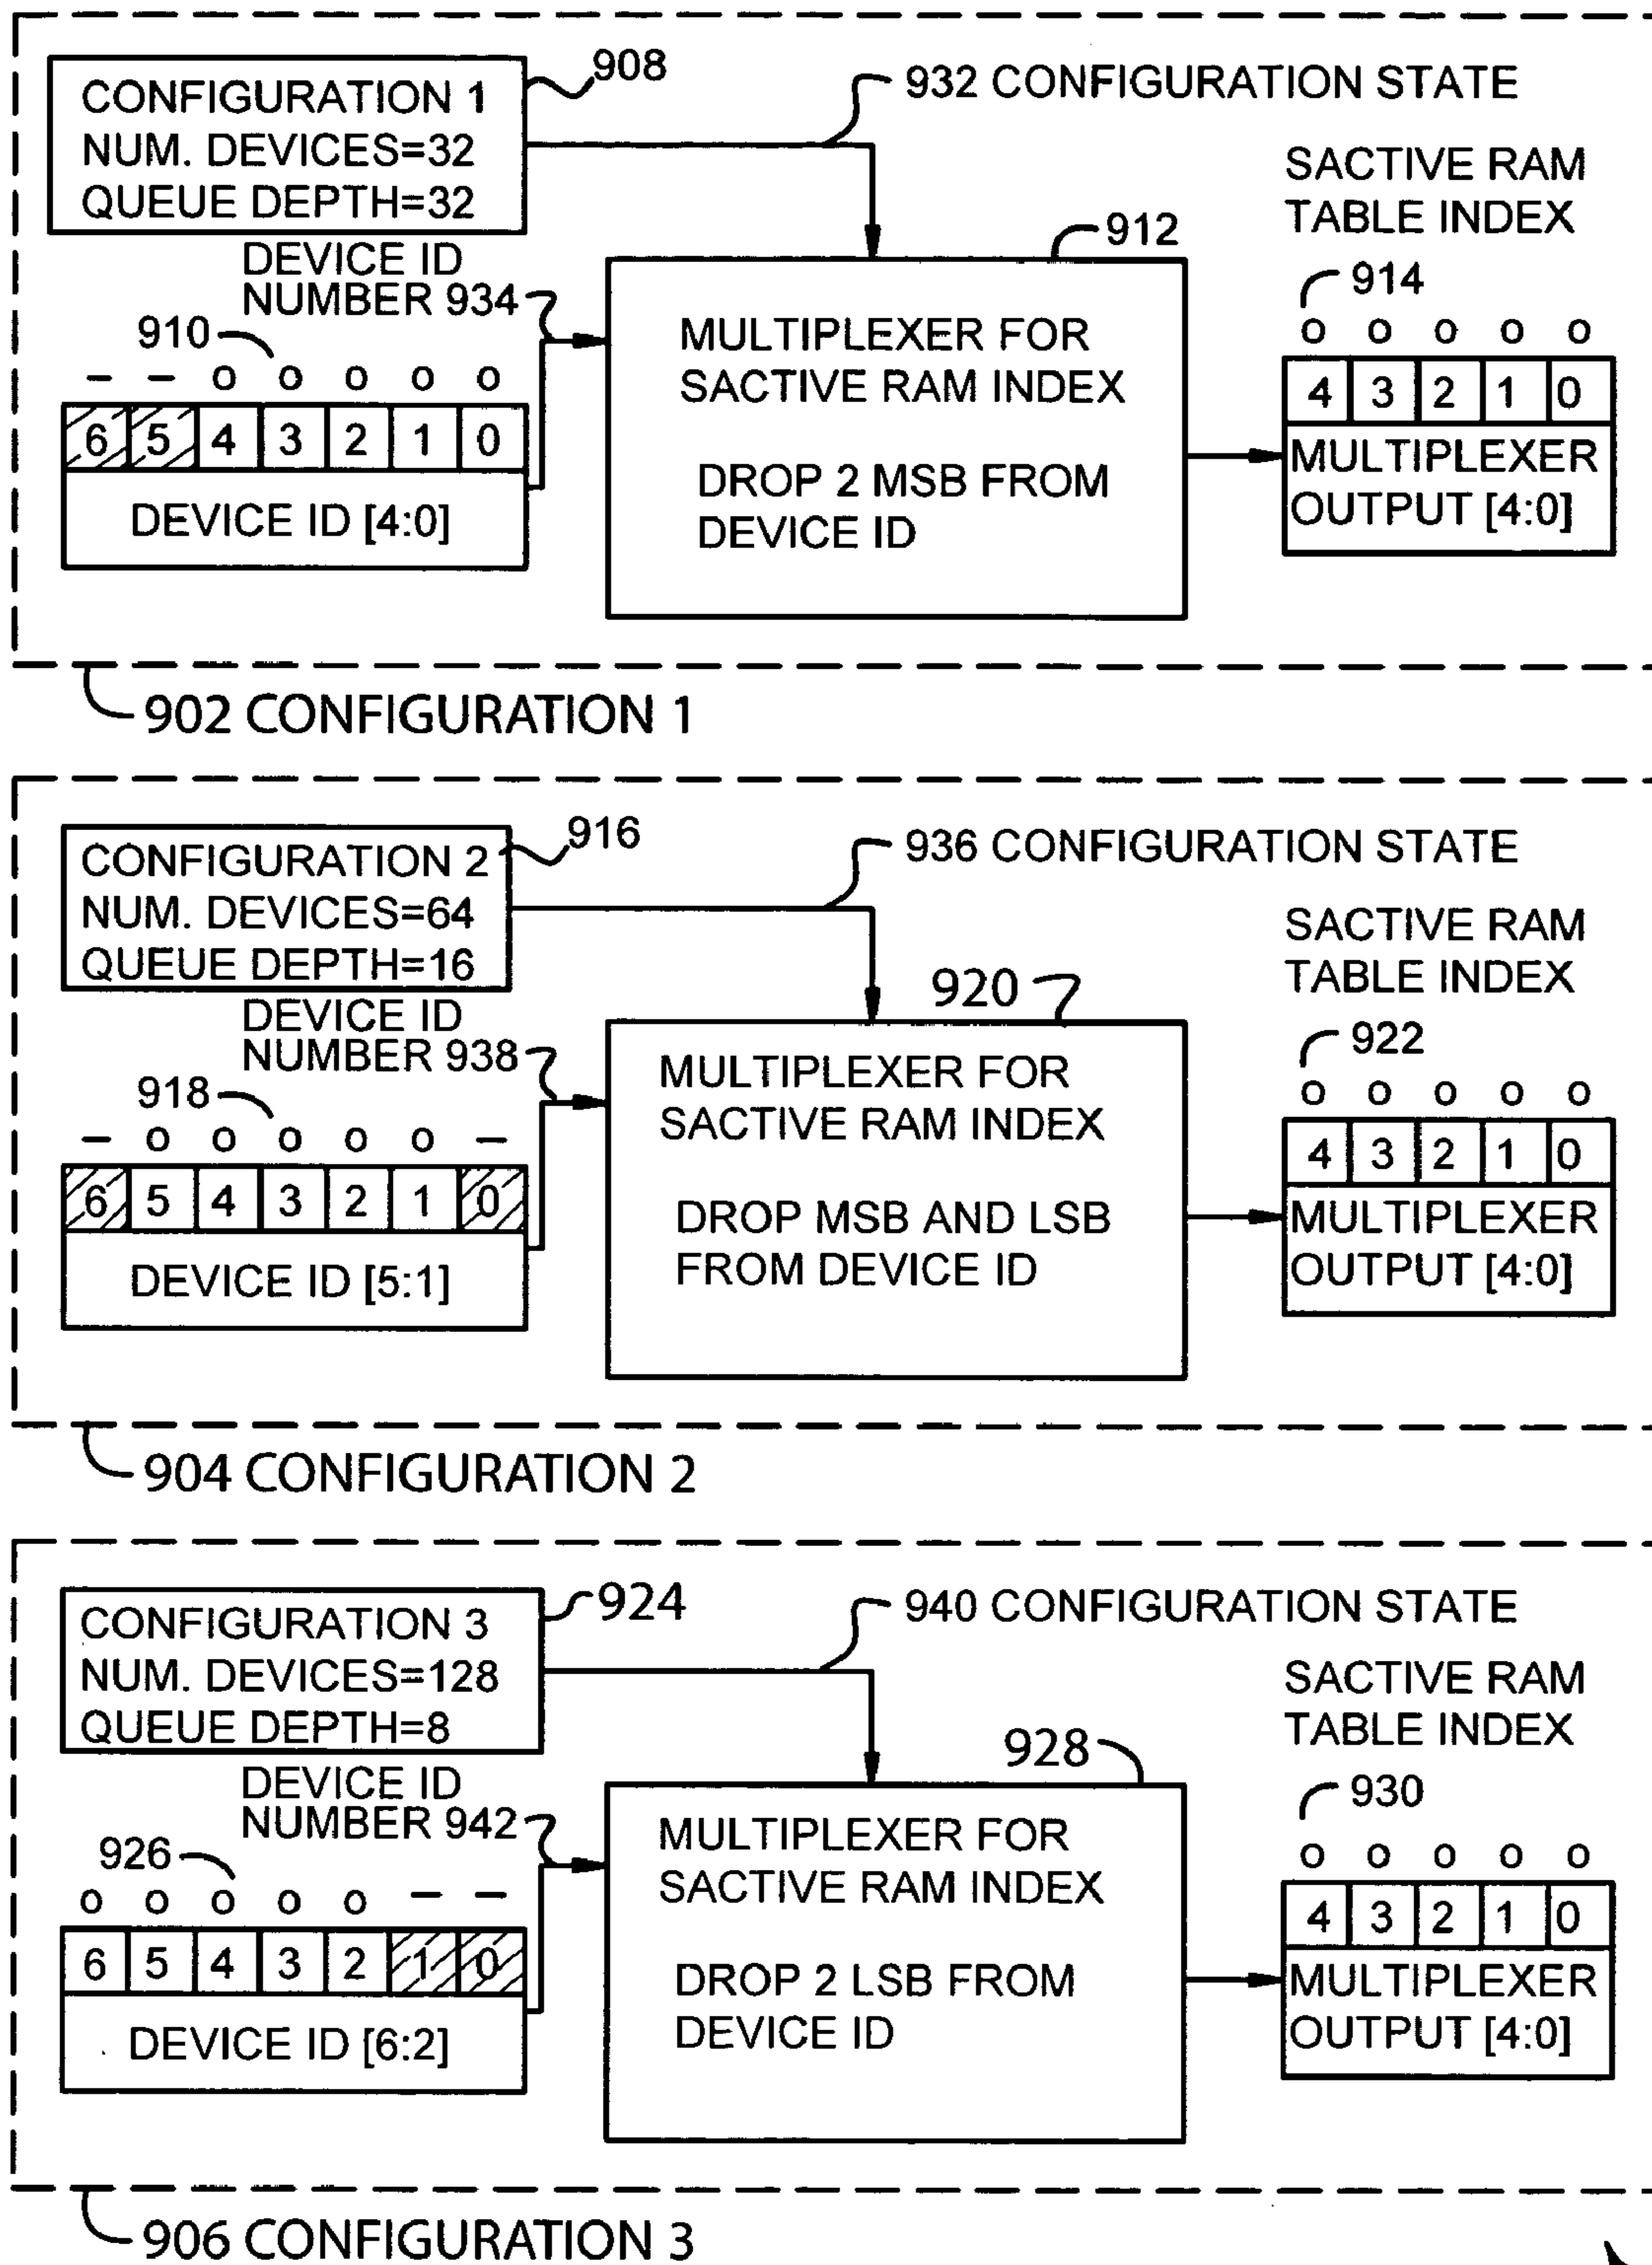 908
CONFIGURATION 1
NUM. DEVICES=32
QUEUE DEPTH=32
932 CONFIGURATION STATE
SACTIVE RAM
TABLE INDEX
914
o o o o o
4 3 2 1 0
MULTIPLEXER
OUTPUT [4:0]
DEVICE ID
NUMBER 934
910
– – o o o o o
6 5 4 3 2 1 0
DEVICE ID [4:0]
912
MULTIPLEXER FOR
SACTIVE RAM INDEX
DROP 2 MSB FROM
DEVICE ID
902 CONFIGURATION 1
916
CONFIGURATION 2
NUM. DEVICES=64
QUEUE DEPTH=16
936 CONFIGURATION STATE
SACTIVE RAM
TABLE INDEX
922
o o o o o
4 3 2 1 0
MULTIPLEXER
OUTPUT [4:0]
DEVICE ID
NUMBER 938
918
– o o o o o –
6 5 4 3 2 1 0
DEVICE ID [5:1]
920
MULTIPLEXER FOR
SACTIVE RAM INDEX
DROP MSB AND LSB
FROM DEVICE ID
904 CONFIGURATION 2
924
CONFIGURATION 3
NUM. DEVICES=128
QUEUE DEPTH=8
940 CONFIGURATION STATE
SACTIVE RAM
TABLE INDEX
930
o o o o o
4 3 2 1 0
MULTIPLEXER
OUTPUT [4:0]
DEVICE ID
NUMBER 942
926
o o o o o – –
6 5 4 3 2 1 0
DEVICE ID [6:2]
928
MULTIPLEXER FOR
SACTIVE RAM INDEX
DROP 2 LSB FROM
DEVICE ID
906 CONFIGURATION 3